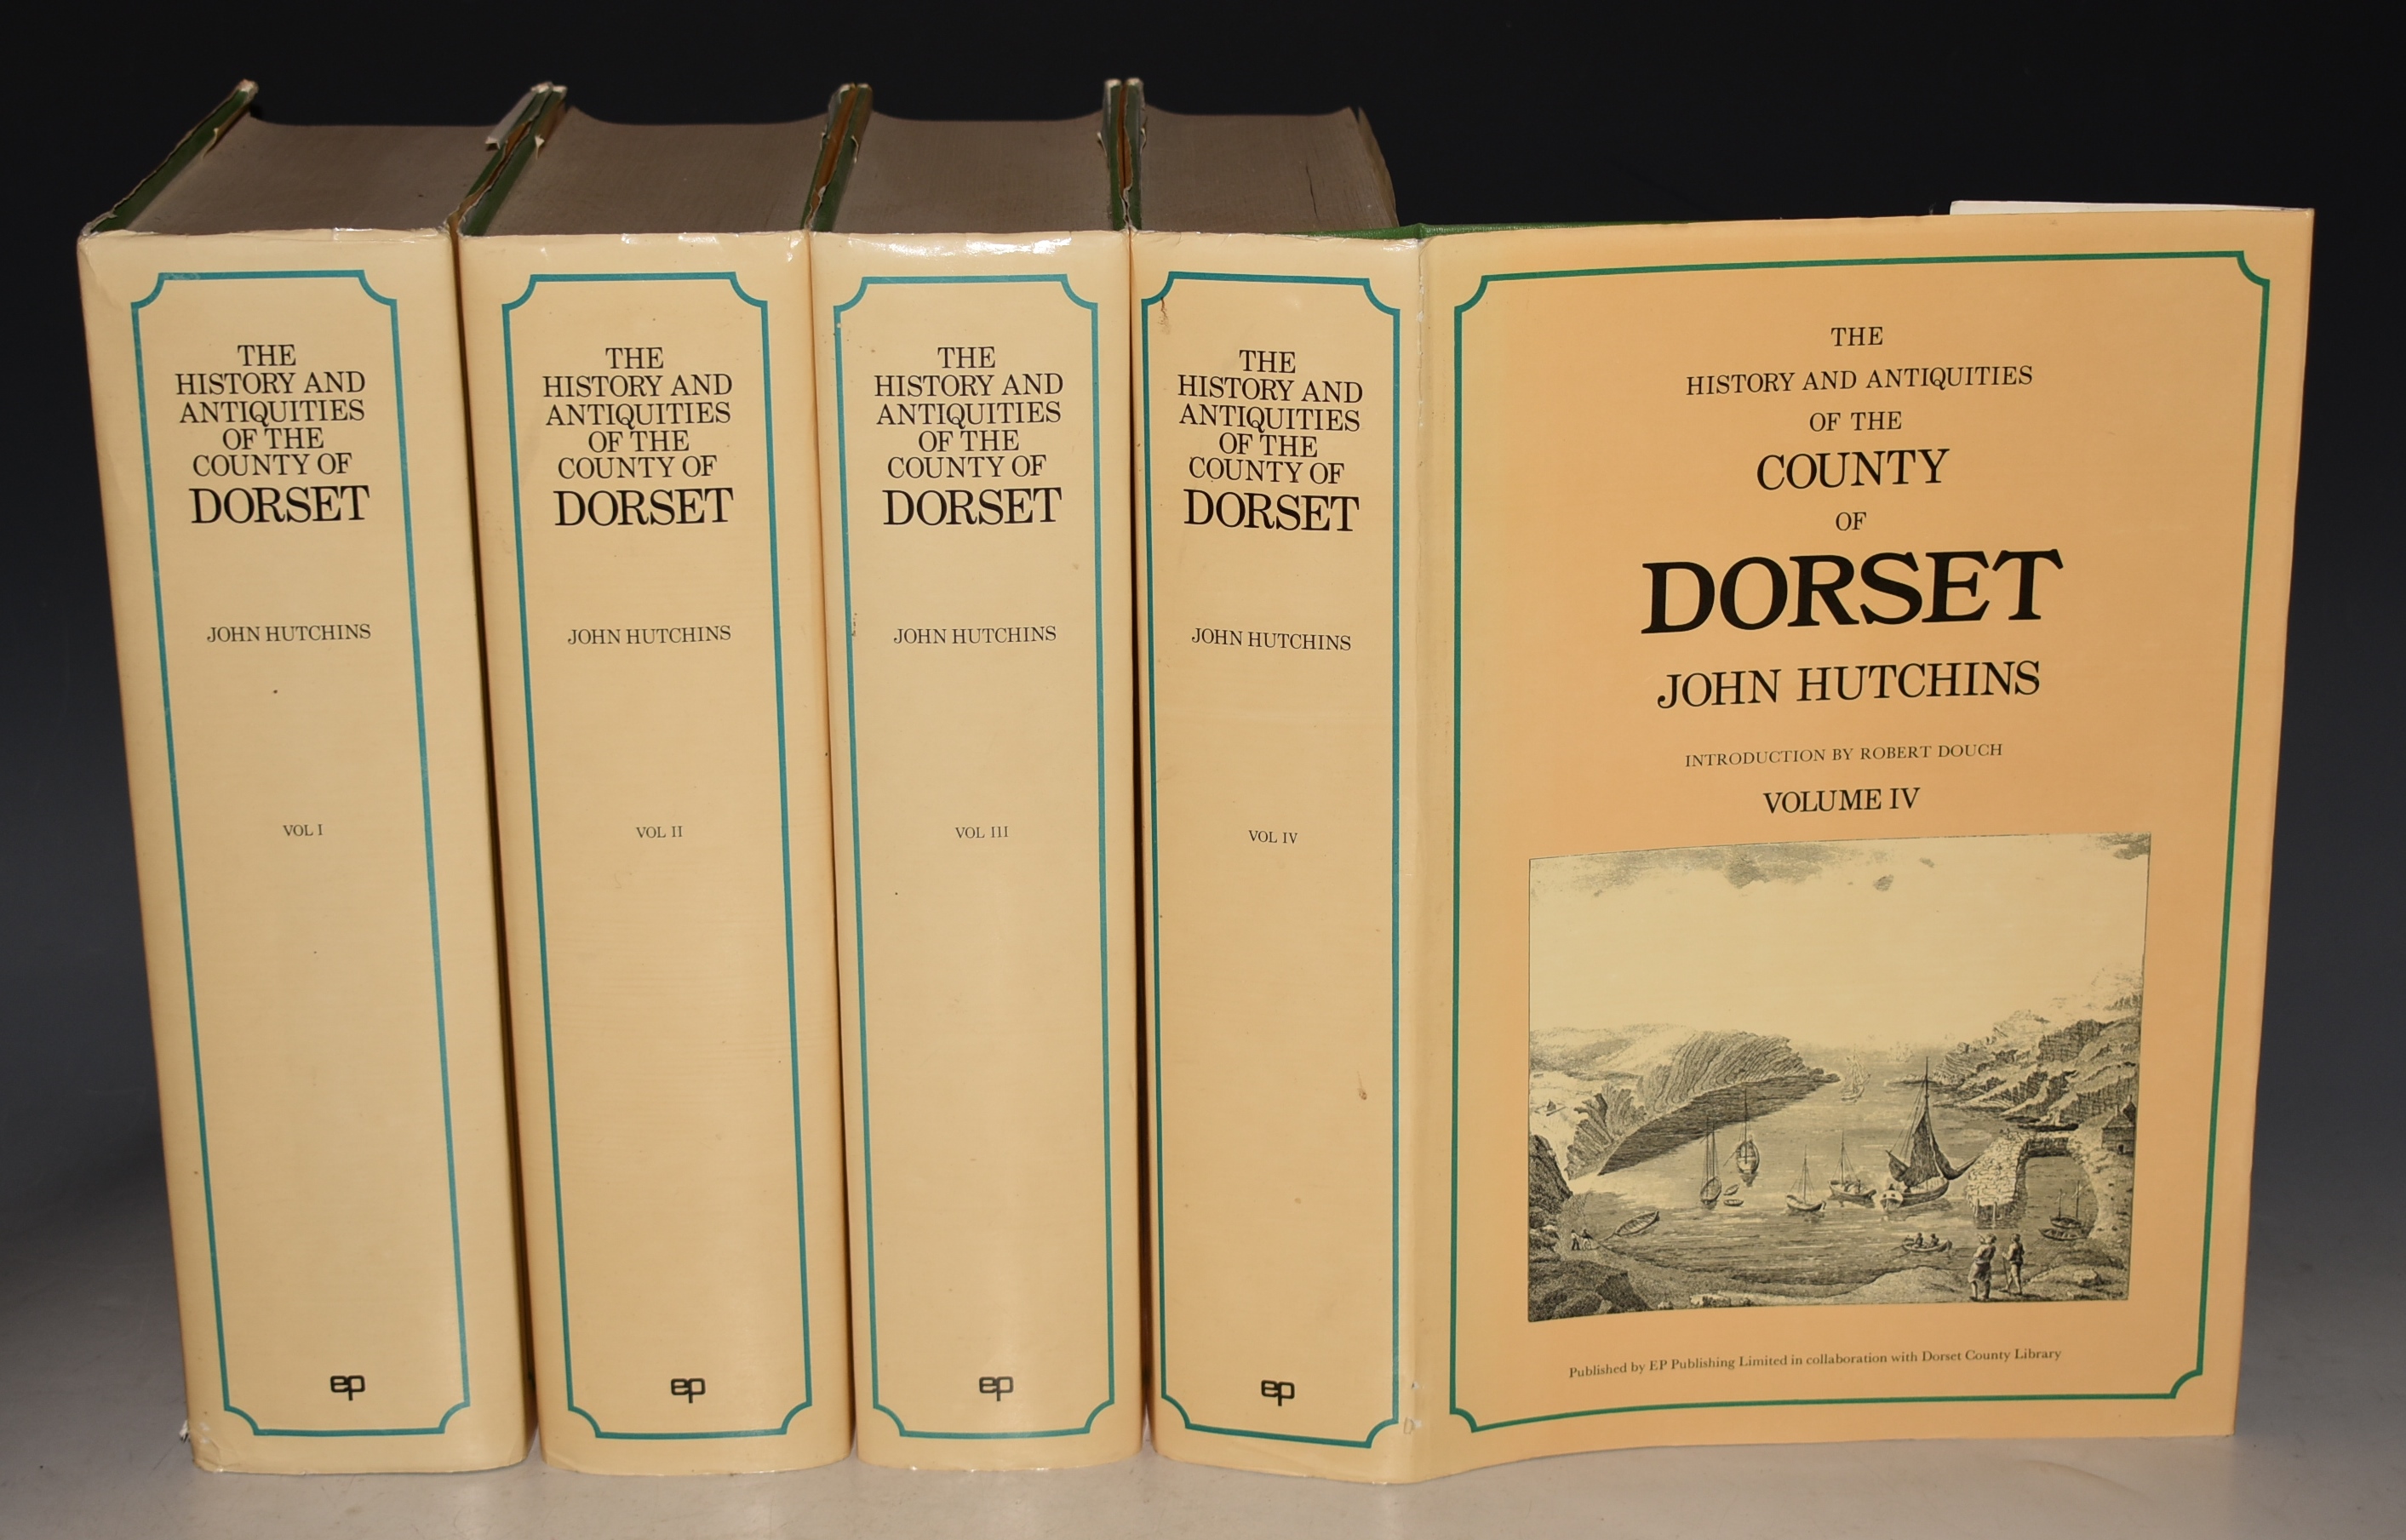 THE
HISTORY AND
ANTIQUITIES
OF THE
COUNTY OF
DORSET
JOHN HUTCHINS
VOL I
ep
THE
HISTORY AND
ANTIQUITIES
OF THE
COUNTY OF
DORSET
JOHN HUTCHINS
VOL II
ep
THE
HISTORY AND
ANTIQUITIES
OF THE
COUNTY OF
DORSET
JOHN HUTCHINS
VOL III
ep
THE
HISTORY AND
ANTIQUITIES
OF THE
COUNTY OF
DORSET
JOHN HUTCHINS
VOL IV
ep
THE
HISTORY AND ANTIQUITIES
OF THE
COUNTY
OF
DORSET
JOHN HUTCHINS
INTRODUCTION BY ROBERT DOUCH
VOLUME IV
Published by EP Publishing Limited in collaboration with Dorset County Library